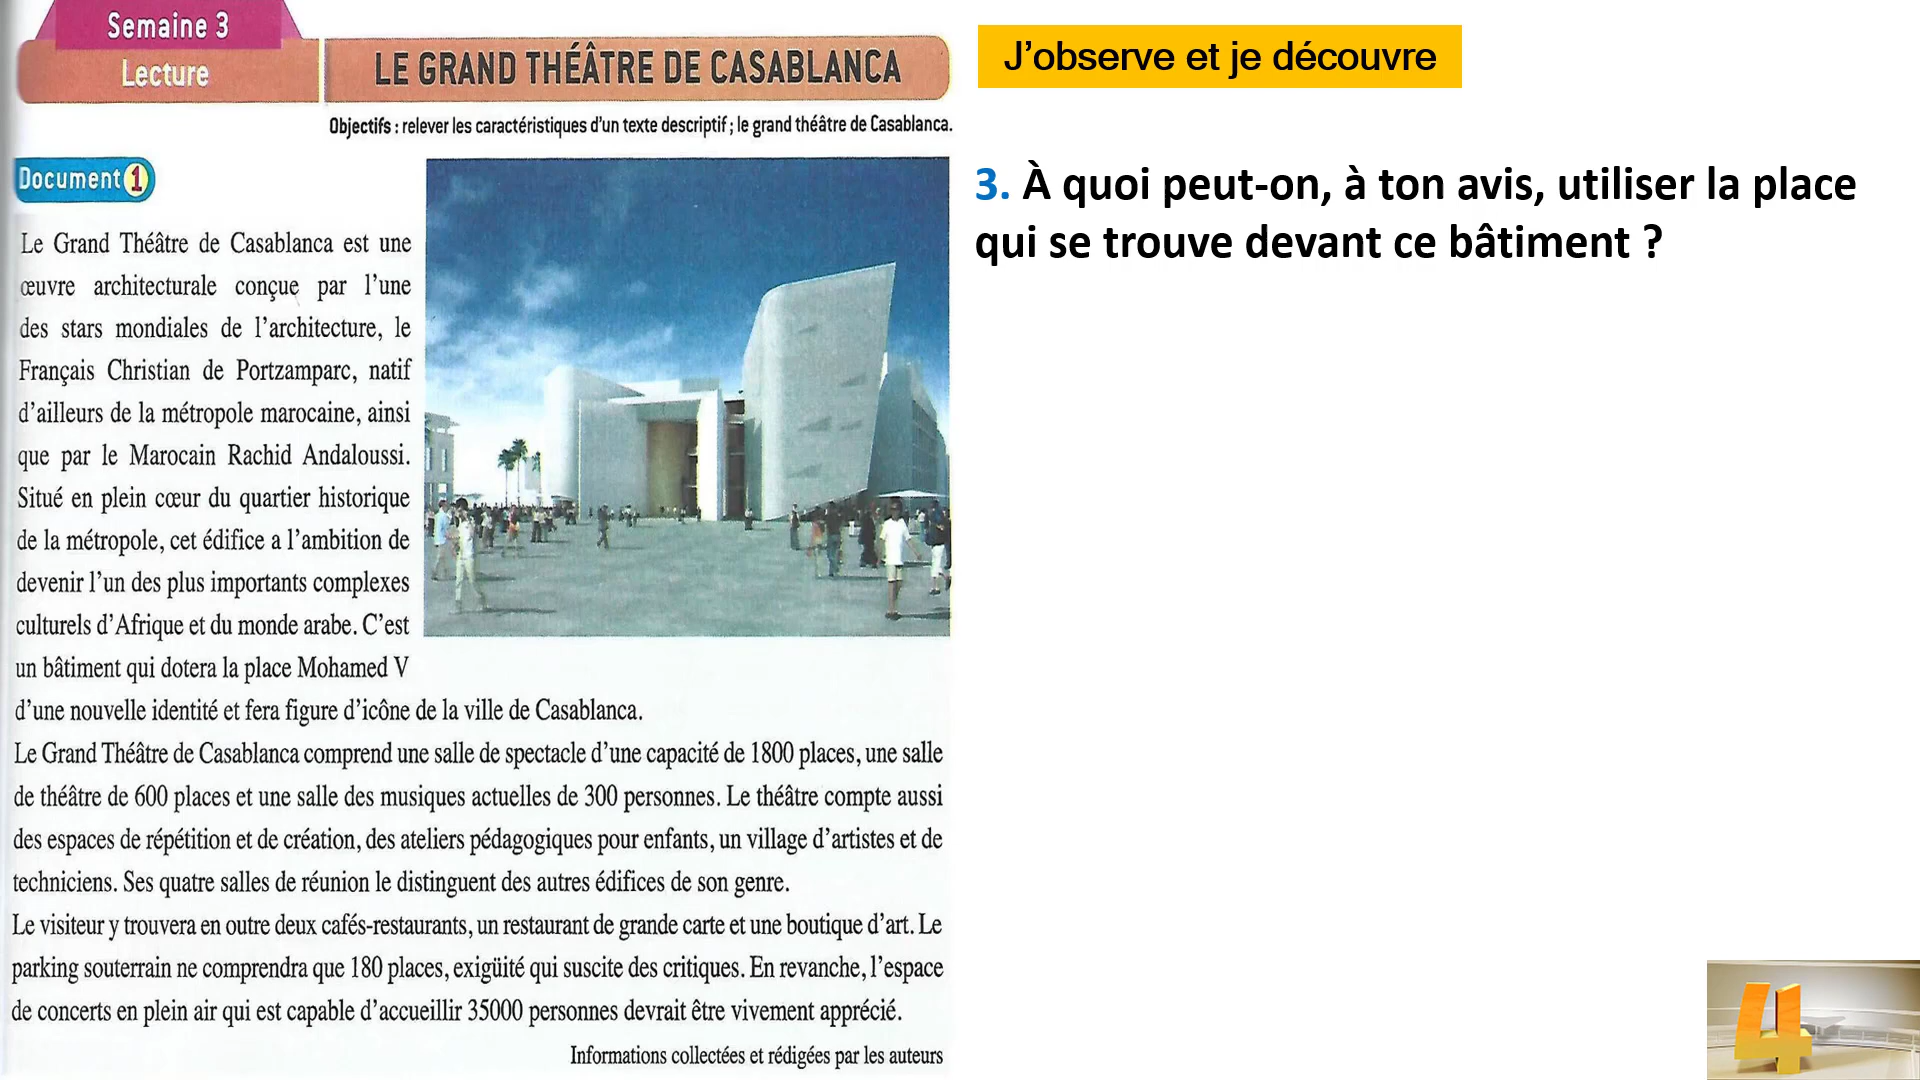 Semaine 3
Lecture
LE GRAND THÉÂTRE DE CASABLANCA
Objectifs : relever les caractéristiques d'un texte descriptif ; le grand théâtre de Casablanca.
Document 1
Le Grand Théâtre de Casablanca est une
œuvre architecturale conçue par l'une
des stars mondiales de l'architecture, le
Français Christian de Portzamparc, natif
d'ailleurs de la métropole marocaine, ainsi
que par le Marocain Rachid Andaloussi.
Situé en plein cœur du quartier historique
de la métropole, cet édifice a l'ambition de
devenir l'un des plus importants complexes
culturels d'Afrique et du monde arabe. C'est
un bâtiment qui dotera la place Mohamed V
d'une nouvelle identité et fera figure d'icône de la ville de Casablanca.
Le Grand Théâtre de Casablanca comprend une salle de spectacle d'une capacité de 1800 places, une salle
de théâtre de 600 places et une salle des musiques actuelles de 300 personnes. Le théâtre compte aussi
des espaces de répétition et de création, des ateliers pédagogiques pour enfants, un village d'artistes et de
techniciens. Ses quatre salles de réunion le distinguent des autres édifices de son genre.
Le visiteur y trouvera en outre deux cafés-restaurants, un restaurant de grande carte et une boutique d'art. Le
parking souterrain ne comprendra que 180 places, exigüité qui suscite des critiques. En revanche, l'espace
de concerts en plein air qui est capable d'accueillir 35000 personnes devrait être vivement apprécié.
Informations collectées et rédigées par les auteurs
J'observe et je découvre
3. À quoi peut-on, à ton avis, utiliser la place
qui se trouve devant ce bâtiment ?
4